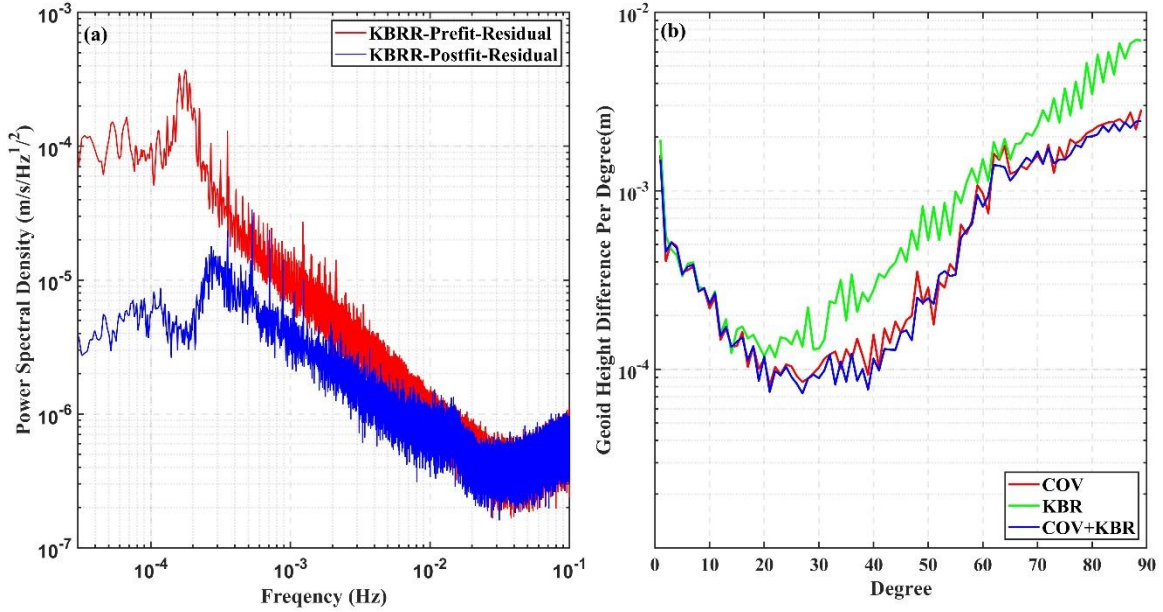 (a)
KBRR-Prefit-Residual
KBRR-Postfit-Residual
Power Spectral Density (m/s/Hz^1/2)
10^-3
10^-4
10^-5
10^-6
10^-7
10^-4
10^-3
10^-2
10^-1
Freqency (Hz)
(b)
Geoid Height Difference Per Degree(m)
10^-2
10^-3
10^-4
COV
KBR
COV+KBR
0 10 20 30 40 50 60 70 80 90
Degree